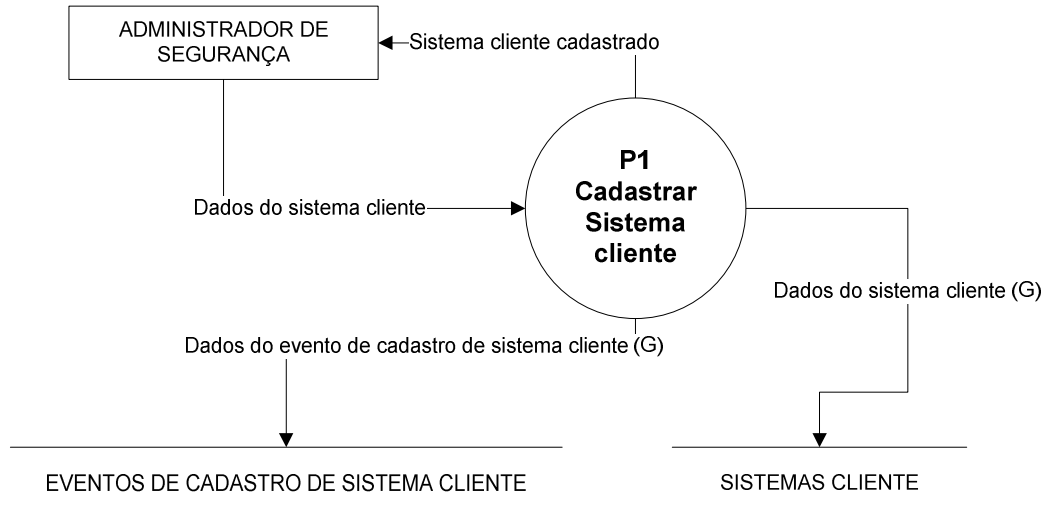 ADMINISTRADOR DE
SEGURANÇA
Sistema cliente cadastrado
P1
Cadastrar
Sistema
cliente
Dados do sistema cliente
Dados do sistema cliente (G)
Dados do evento de cadastro de sistema cliente (G)
EVENTOS DE CADASTRO DE SISTEMA CLIENTE
SISTEMAS CLIENTE